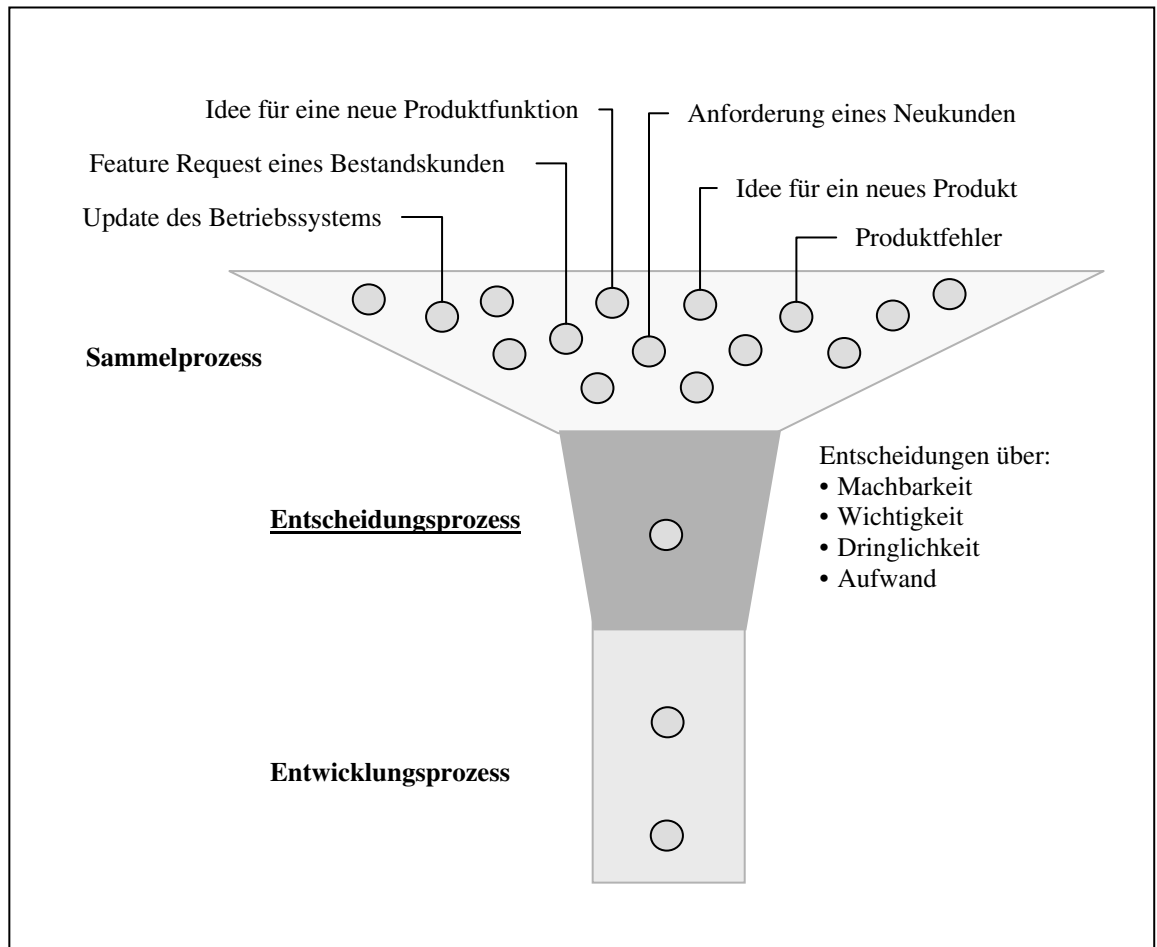 Idee für eine neue Produktfunktion
Anforderung eines Neukunden
Feature Request eines Bestandskunden
Idee für ein neues Produkt
Update des Betriebssystems
Produktfehler
Sammelprozess
Entscheidungen über:
• Machbarkeit
• Wichtigkeit
• Dringlichkeit
• Aufwand
Entscheidungsprozess
Entwicklungsprozess